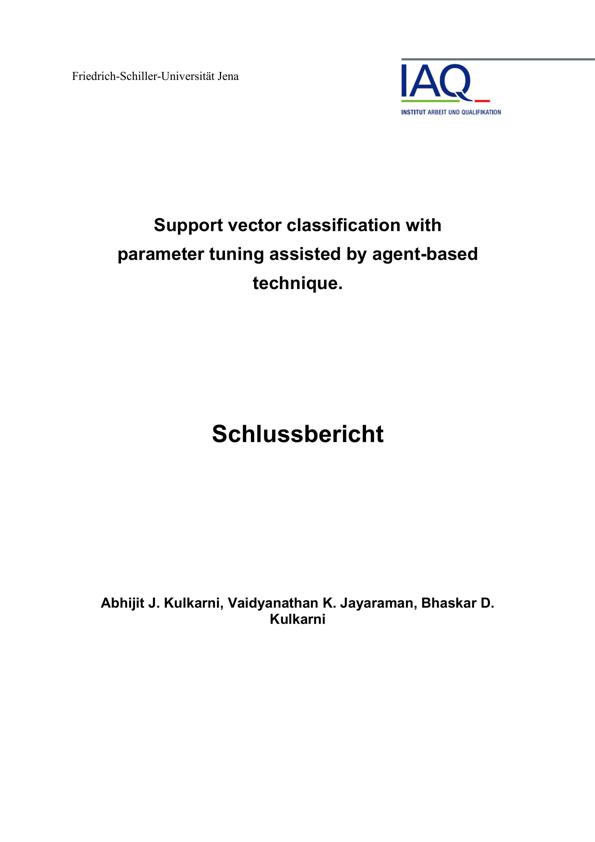 Friedrich-Schiller-Universität Jena
IAQ
INSTITUT ARBEIT UND QUALIFIKATION
Support vector classification with
parameter tuning assisted by agent-based
technique.
Schlussbericht
Abhijit J. Kulkarni, Vaidyanathan K. Jayaraman, Bhaskar D.
Kulkarni